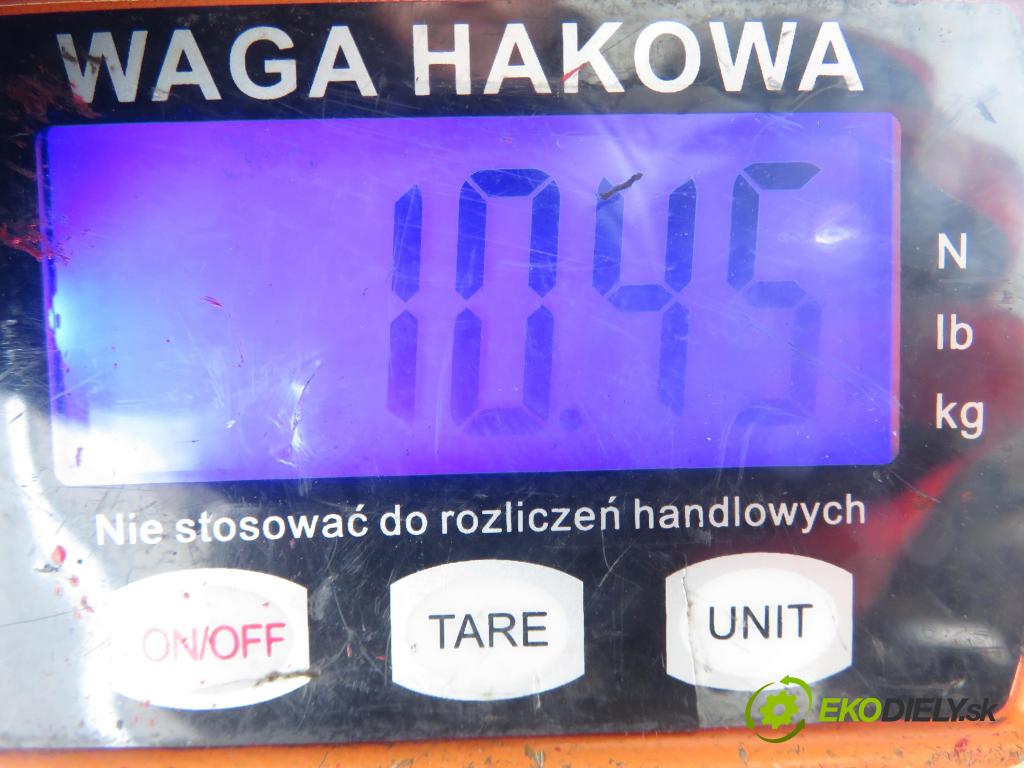 WAGA HAKOWA
10.45
N
lb
kg
Nie stosować do rozliczeń handlowych
ON/OFF TARE UNIT
EKODIELY.sk